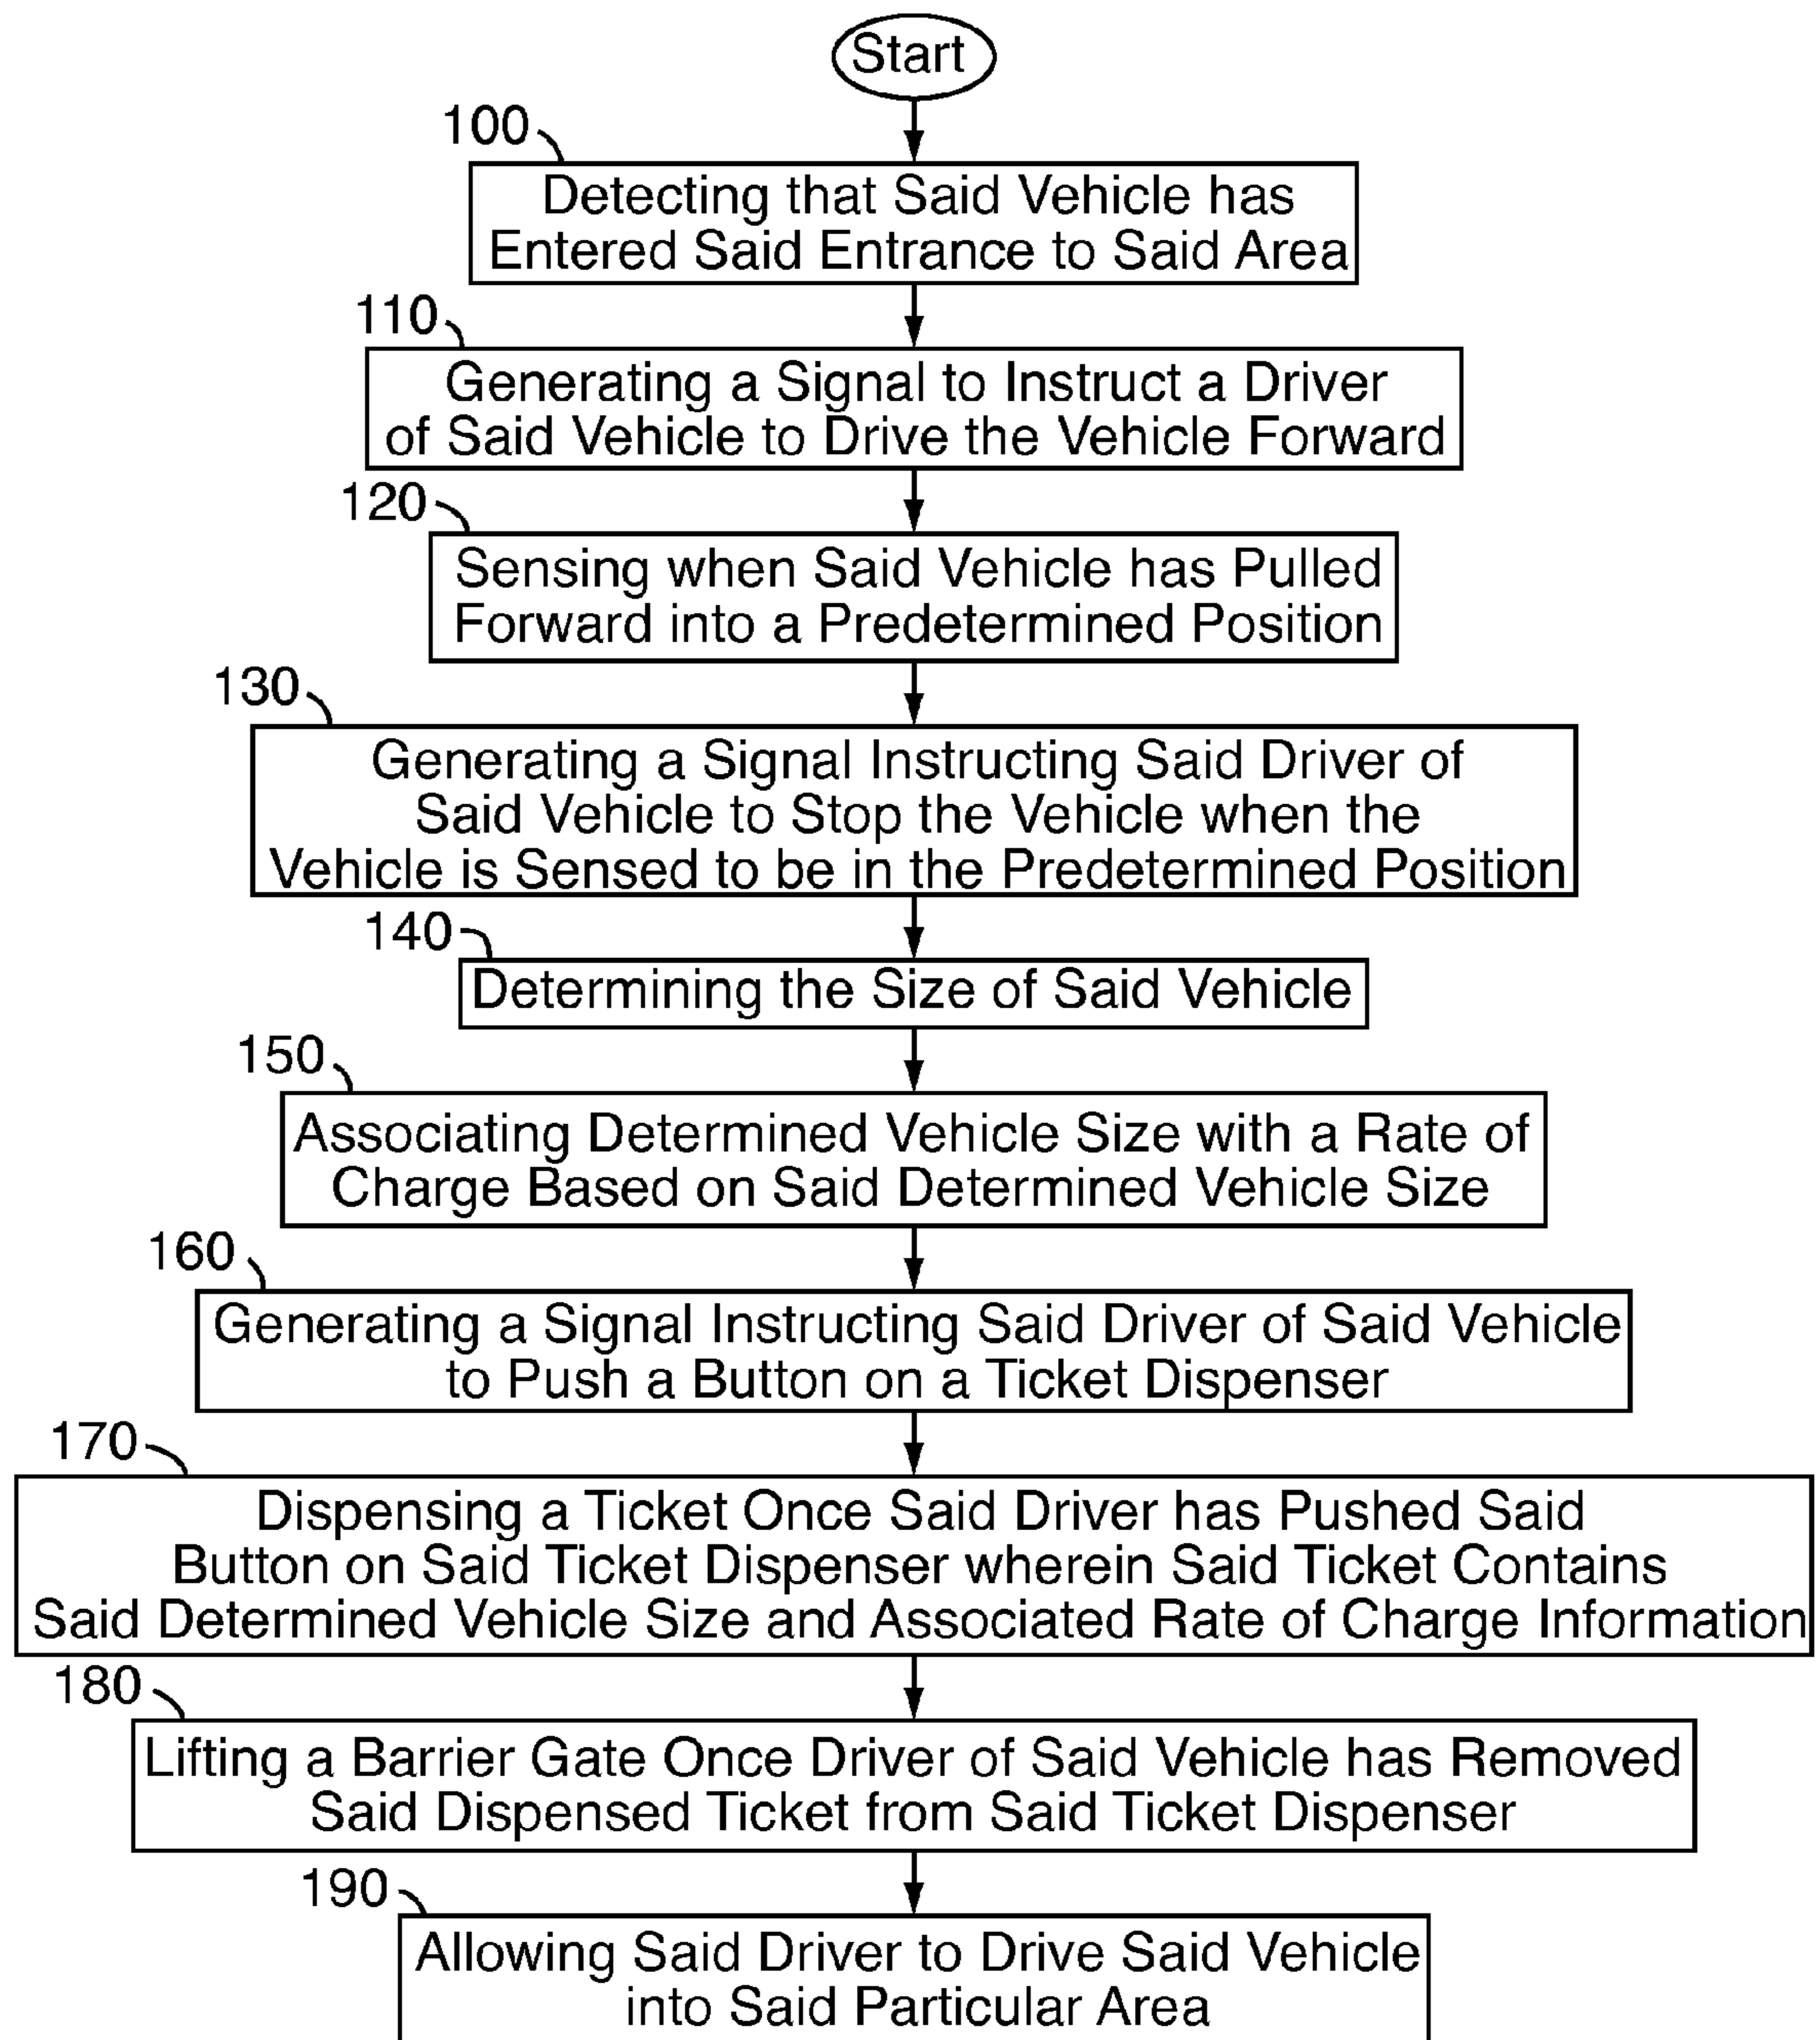 Start
100
Detecting that Said Vehicle has
Entered Said Entrance to Said Area
110
Generating a Signal to Instruct a Driver
of Said Vehicle to Drive the Vehicle Forward
120
Sensing when Said Vehicle has Pulled
Forward into a Predetermined Position
130
Generating a Signal Instructing Said Driver of
Said Vehicle to Stop the Vehicle when the
Vehicle is Sensed to be in the Predetermined Position
140
Determining the Size of Said Vehicle
150
Associating Determined Vehicle Size with a Rate of
Charge Based on Said Determined Vehicle Size
160
Generating a Signal Instructing Said Driver of Said Vehicle
to Push a Button on a Ticket Dispenser
170
Dispensing a Ticket Once Said Driver has Pushed Said
Button on Said Ticket Dispenser wherein Said Ticket Contains
Said Determined Vehicle Size and Associated Rate of Charge Information
180
Lifting a Barrier Gate Once Driver of Said Vehicle has Removed
Said Dispensed Ticket from Said Ticket Dispenser
190
Allowing Said Driver to Drive Said Vehicle
into Said Particular Area